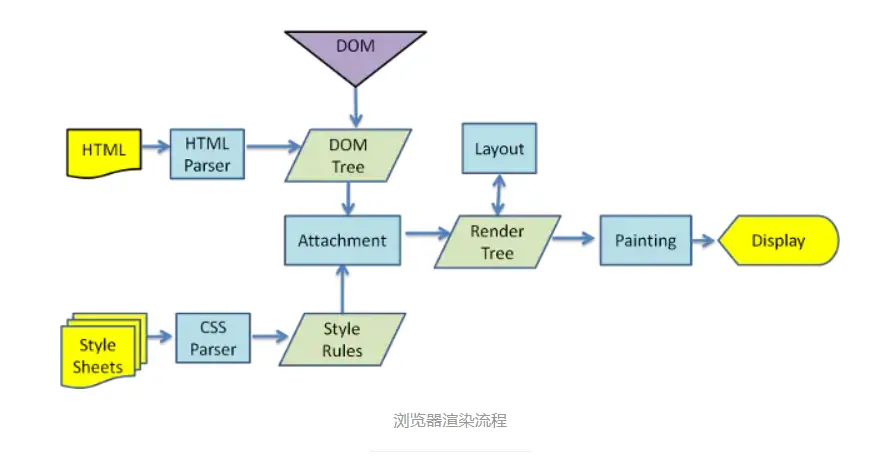 DOM
HTML
HTML
Parser
DOM
Tree
Layout
Attachment
Render
Tree
Painting
Display
Style
Sheets
CSS
Parser
Style
Rules
浏览器渲染流程